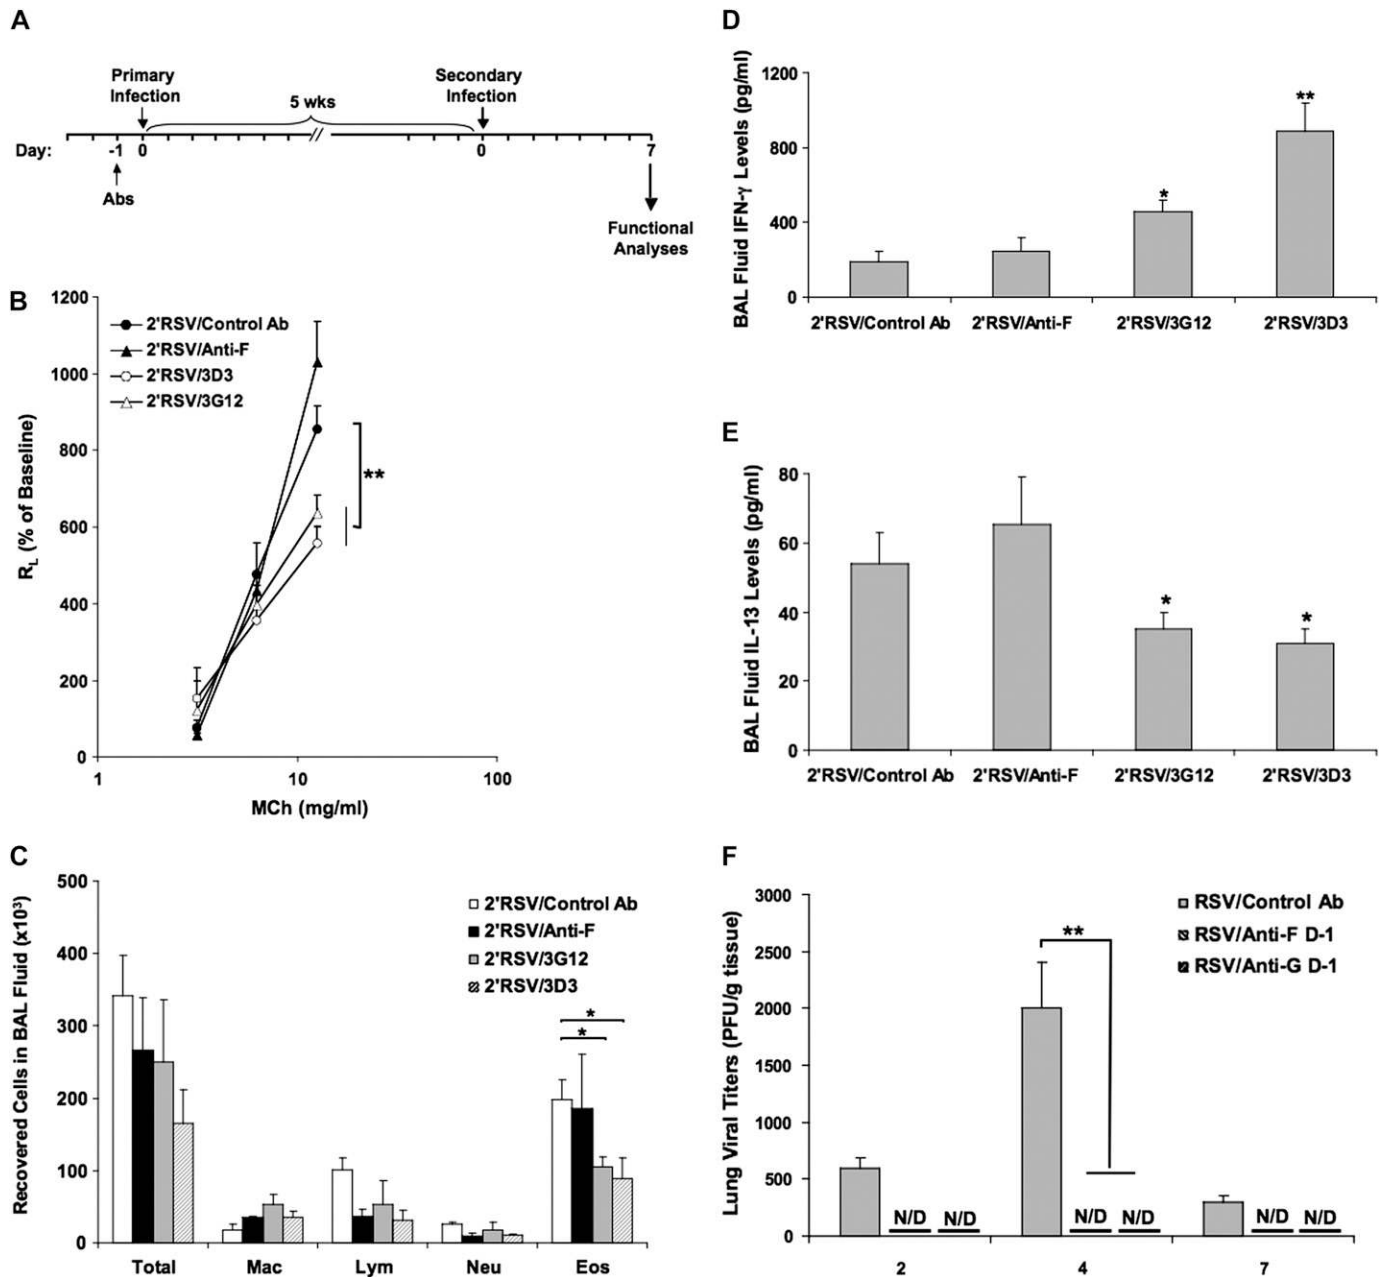 A
Primary
Infection
Secondary
Infection
5 wks
Day: -1 0 0 7
Abs
Functional
Analyses
B
1200
1000
800
600
400
200
0
1 10 100
R_L (% of Baseline)
MCh (mg/ml)
2'RSV/Control Ab
2'RSV/Anti-F
2'RSV/3D3
2'RSV/3G12
**
C
500
400
300
200
100
0
Recovered Cells in BAL Fluid (x10³)
2'RSV/Control Ab
2'RSV/Anti-F
2'RSV/3G12
2'RSV/3D3
*
*
Total Mac Lym Neu Eos
D
1200
800
400
0
BAL Fluid IFN-γ Levels (pg/ml)
*
**
2'RSV/Control Ab 2'RSV/Anti-F 2'RSV/3G12 2'RSV/3D3
E
80
60
40
20
0
BAL Fluid IL-13 Levels (pg/ml)
*
*
2'RSV/Control Ab 2'RSV/Anti-F 2'RSV/3G12 2'RSV/3D3
F
3000
2500
2000
1500
1000
500
0
Lung Viral Titers (PFU/g tissue)
RSV/Control Ab
RSV/Anti-F D-1
RSV/Anti-G D-1
**
N/D N/D N/D N/D N/D N/D
2 4 7